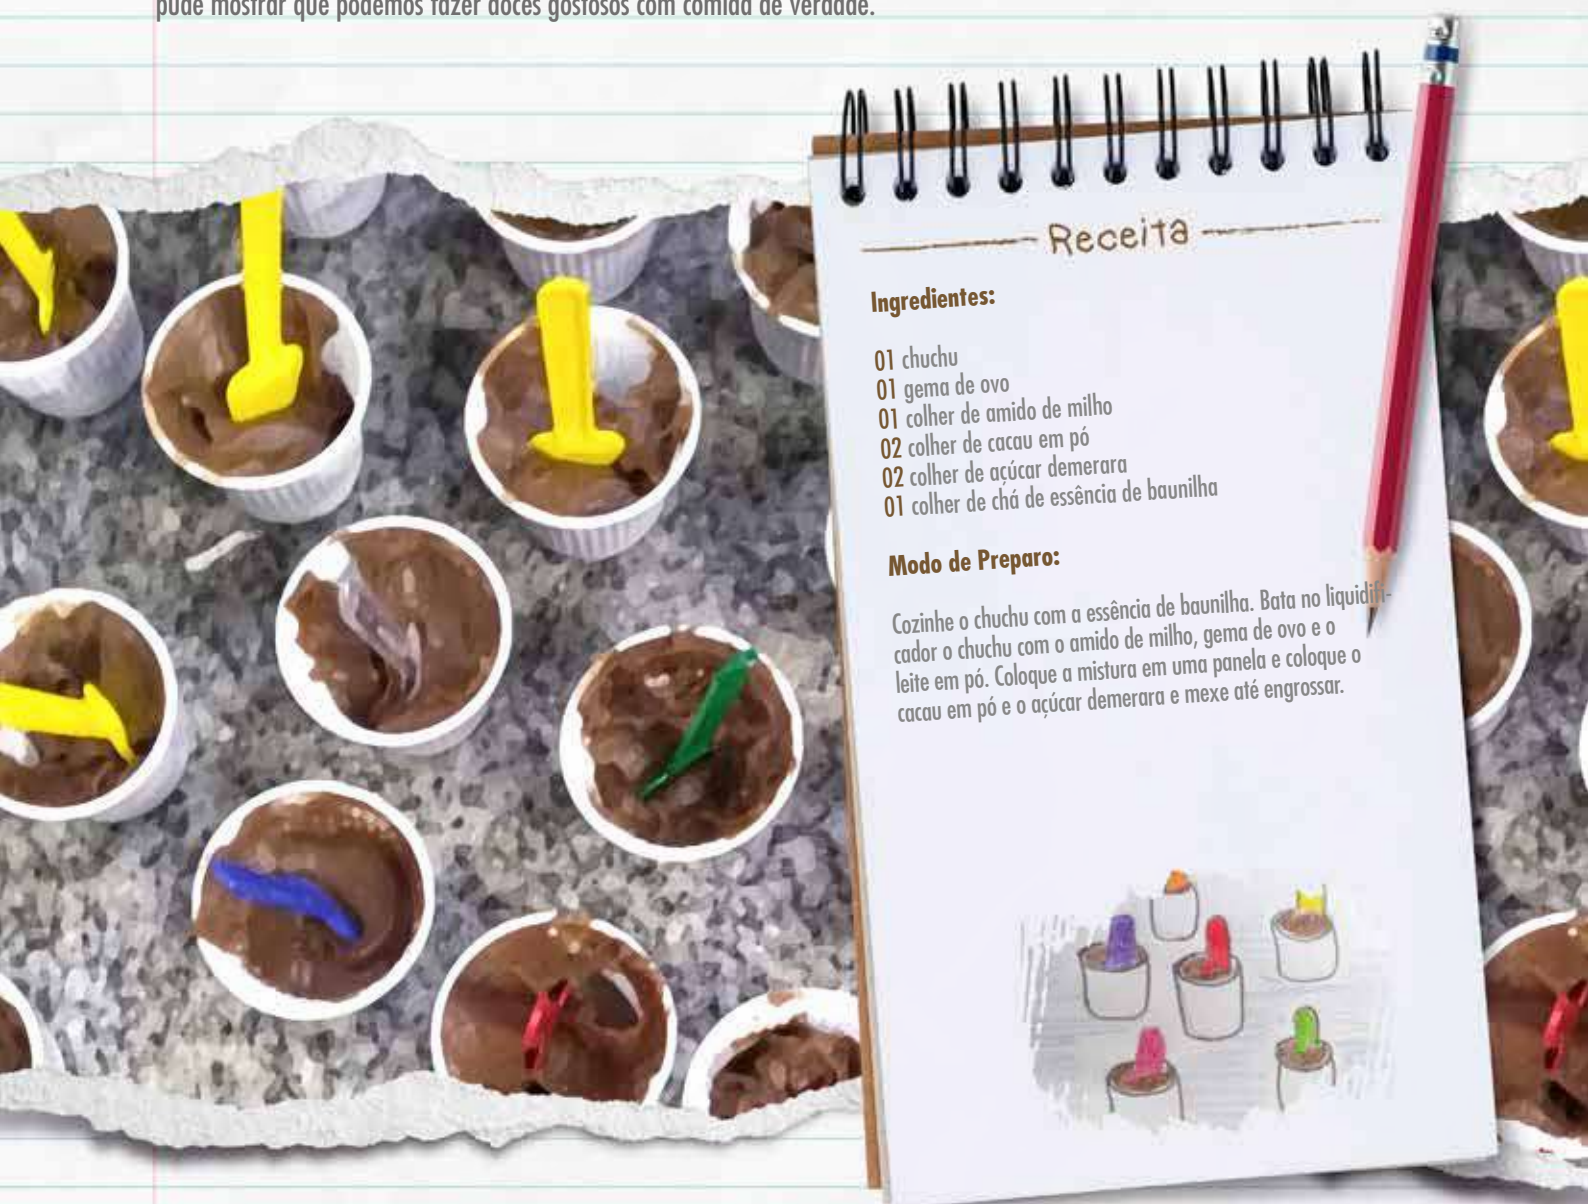 pude mostrar que podemos fazer doces gostosos com comida de verdade.
Receita
Ingredientes:
01 chuchu
01 gema de ovo
01 colher de amido de milho
02 colher de cacau em pó
02 colher de açúcar demerara
01 colher de chá de essência de baunilha
Modo de Preparo:
Cozinhe o chuchu com a essência de baunilha. Bata no liquidifi-
cador o chuchu com o amido de milho, gema de ovo e o
leite em pó. Coloque a mistura em uma panela e coloque o
cacau em pó e o açúcar demerara e mexe até engrossar.